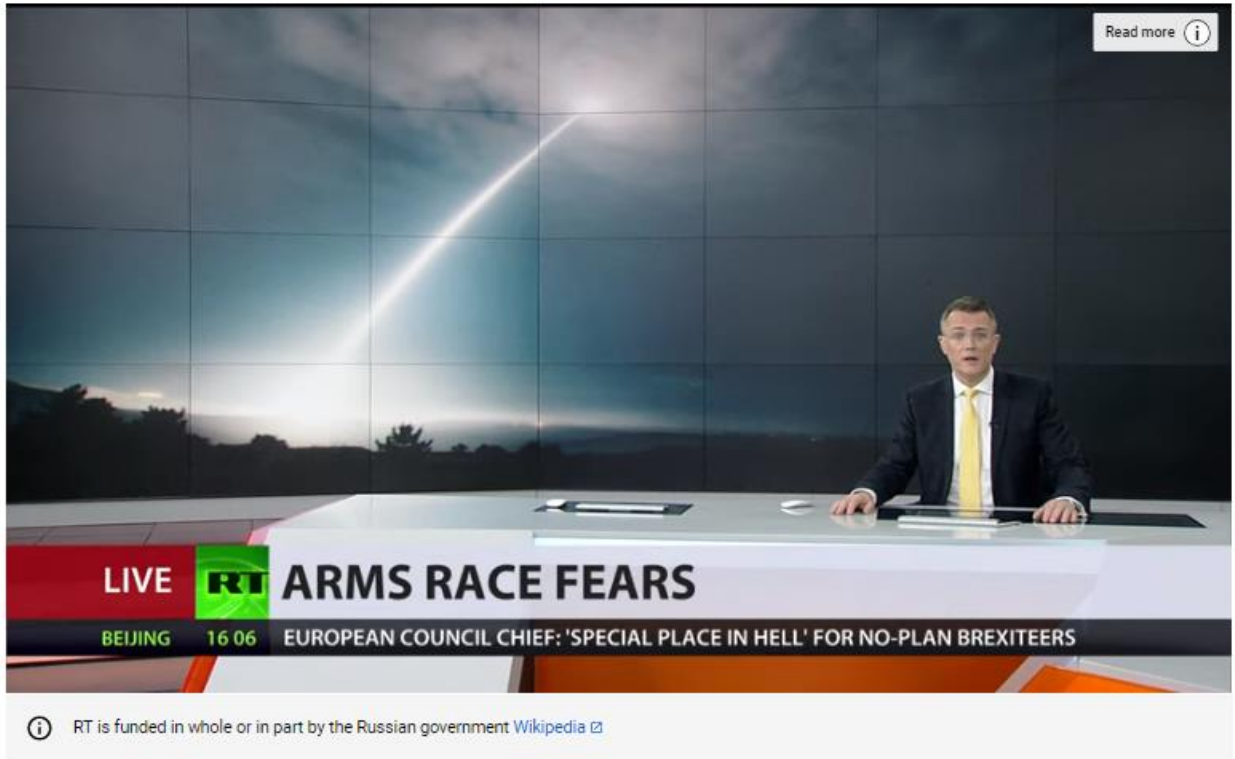 Read more
LIVE RT ARMS RACE FEARS
BEIJING 16 06 EUROPEAN COUNCIL CHIEF: 'SPECIAL PLACE IN HELL' FOR NO-PLAN BREXITEERS
RT is funded in whole or in part by the Russian government Wikipedia